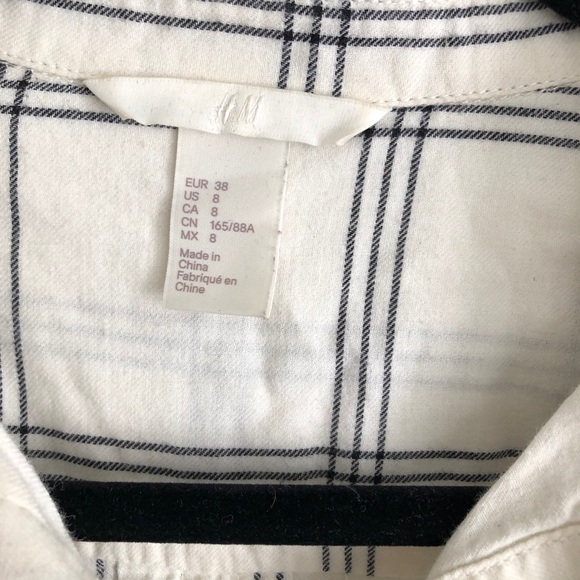 H&M
EUR 38
US 8
CA 8
CN 165/88A
MX 8
Made in
China
Fabriqué en
Chine